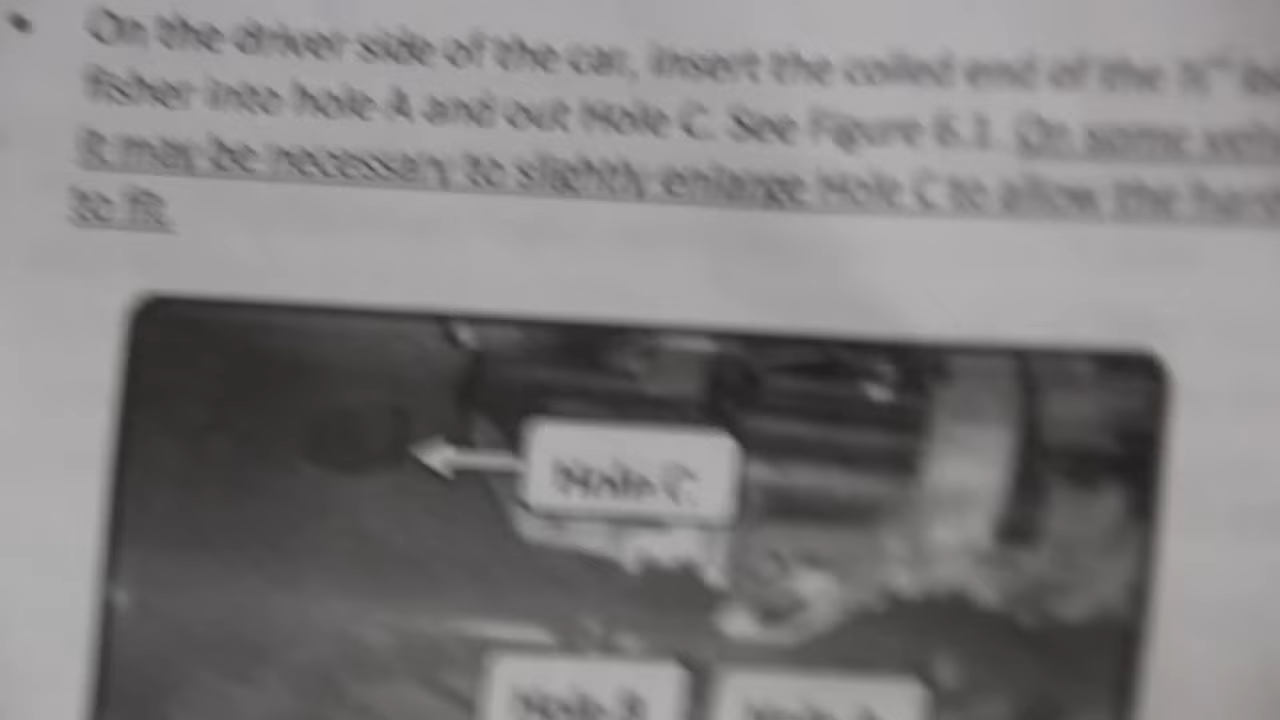 On the driver side of the car, insert the coiled end of the
fisher into hole A and out Hole C. See Figure 6.1. On some
It may be necessary to slightly enlarge Hole C to allow the
to fit.
Hole C
Hole B Hole A